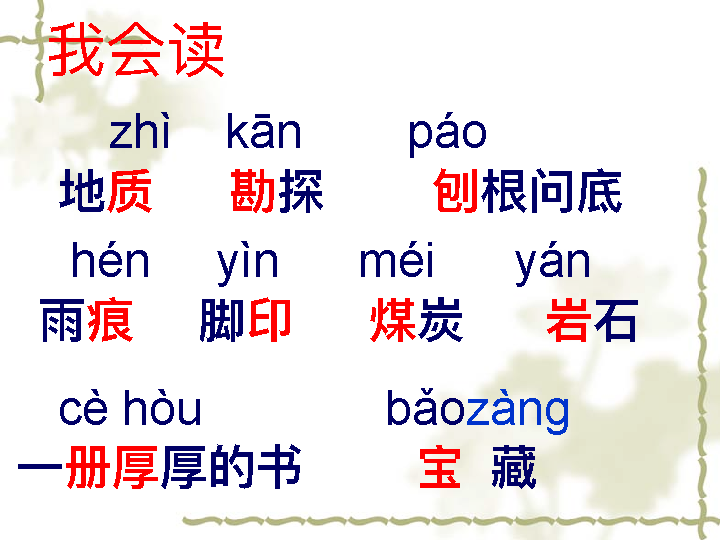 我会读
zhì kān páo
地质 勘探 刨根问底
hén yìn méi yán
雨痕 脚印 煤炭 岩石
cè hòu bǎozàng
一册厚厚的书 宝 藏